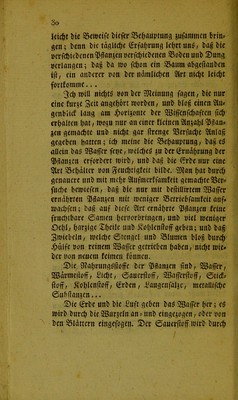 30
leicht die Beweise dieser Behauptung zusammen brin-
gen; denn die tägliche Erfahrung lehrt uns, daß die
verschiedenen Pflanzen verschiedenen Boden und Dung
verlangen; daß da wo schon ein Baum abgestanden
ist, ein anderer von der nämlichen Art nicht leicht
fortkomme...
Ich will nichts von der Meinung sagen, die nur
eine kurze Zeit angehört worden, und bloß einen Au-
genblick lang am Horizonte der Wissenschaften sich
erhalten hat, wozu nur an einer kleinen Anzahl Pflan-
zen gemachte und nicht gar strenge Versuche Anlaß
gegeben hatten; ich meine die Behauptung, daß es
allein das Wasser seye, welches zu der Ernährung der
Pflanzen erfordert wird, und daß die Erde nur eine
Art Behälter von Feuchtigkeit bilde. Man hat durch
genauere und mit mehr Aufmerksamkeit gemachte Ver-
suche bewiesen, daß die nur mit destillirtem Wasser
ernährten Pflanzen mit weniger Betriebsamkeit auf-
wachsen; daß auf diese Art ernährte Pflanzen keine
fruchtbare Samen hervorbringen, und viel weniger
Oehl, harzige Theile und Kohlenstoff geben; und daß
Zwiebeln, welche Stengel und Blumen bloß durch
Hülfe von reinem Wasser getrieben haben, nicht wie-
der von neuem keimen können.
Die Nahrungsstoffe der Pflanzen sind, Wasser,
Wärmestoff, Licht, Sauerstoff, Wasserstoff, Stick-
stoff, Kohlenstoff, Erden, Laugensalze, metallische
Substanzen...
Die Erde und die Luft geben das Wasser her; es
wird durch die Wurzeln an- und eingezogen, oder von
den Blättern eingesogen. Der Sauerstoff wird durch